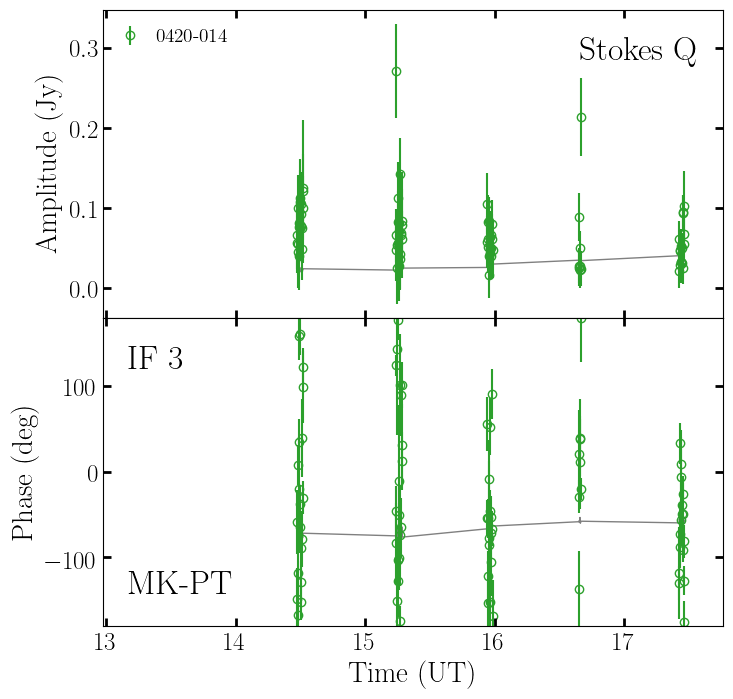 0420-014
Stokes Q
0.3
0.2
0.1
0.0
Amplitude (Jy)
IF 3
100
0
−100
Phase (deg)
MK-PT
13 14 15 16 17
Time (UT)